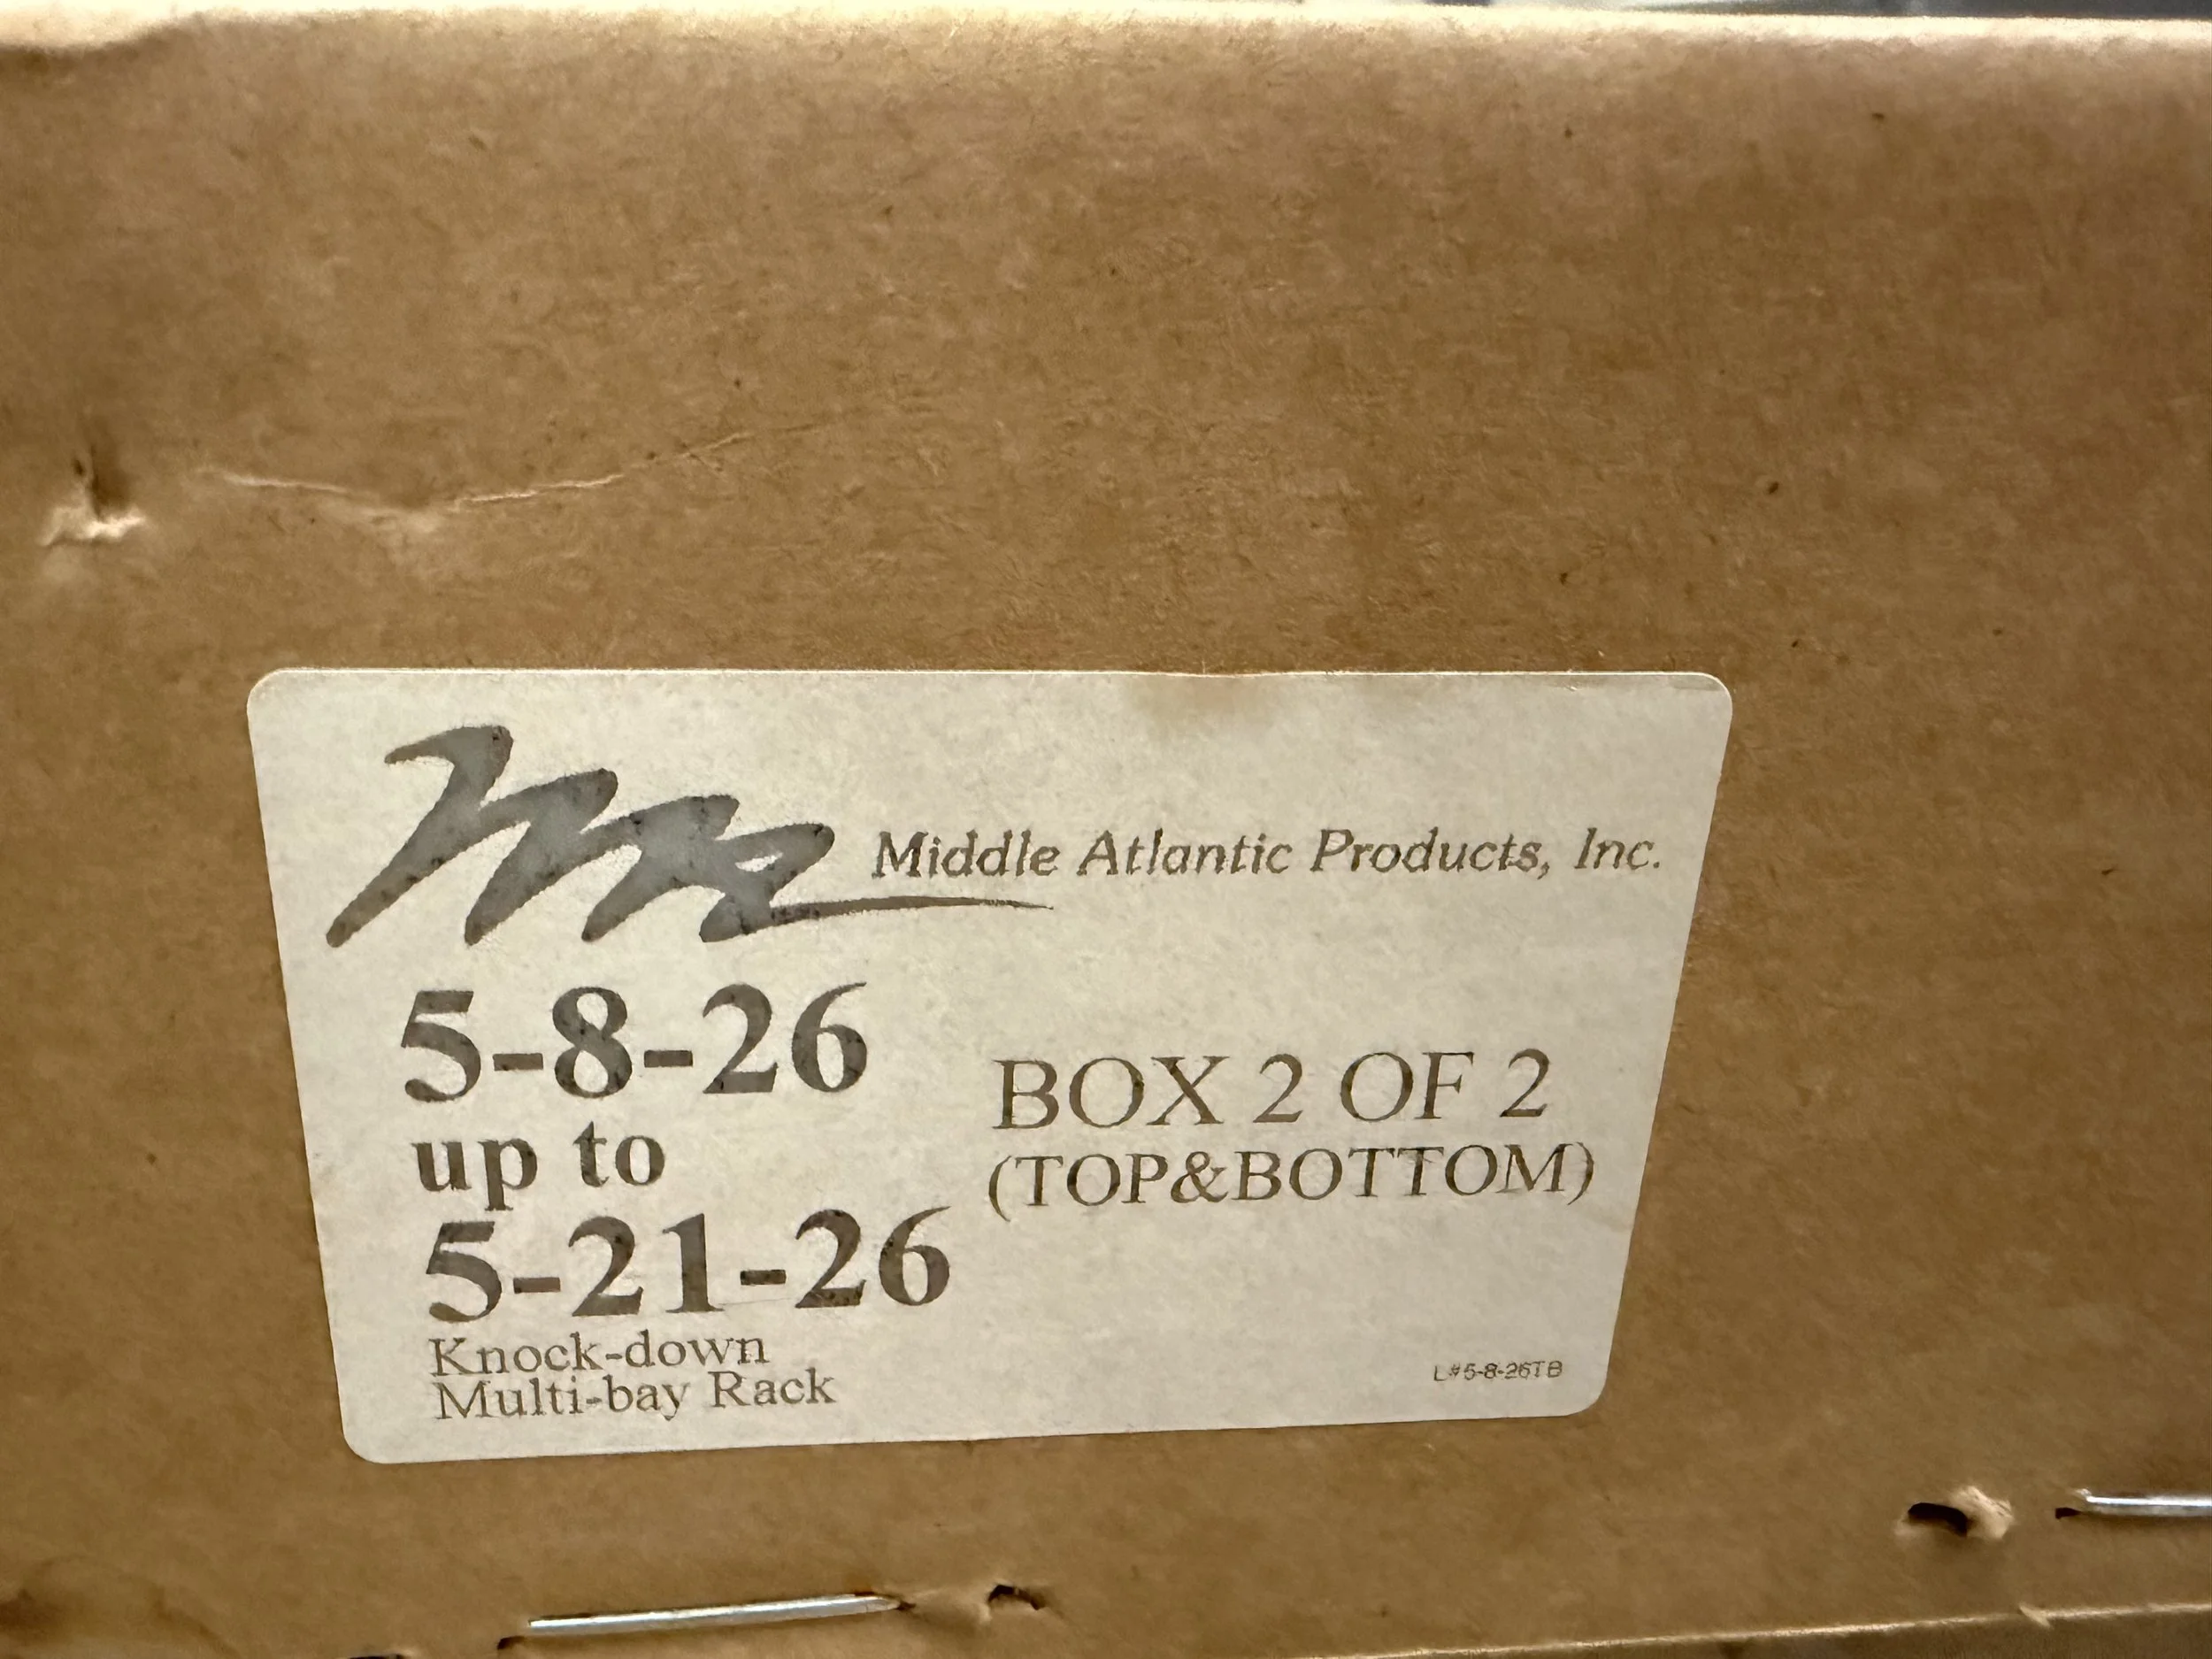 Middle Atlantic Products, Inc.
5-8-26
up to
5-21-26
BOX 2 OF 2
(TOP&BOTTOM)
Knock-down
Multi-bay Rack
L#5-8-26TB